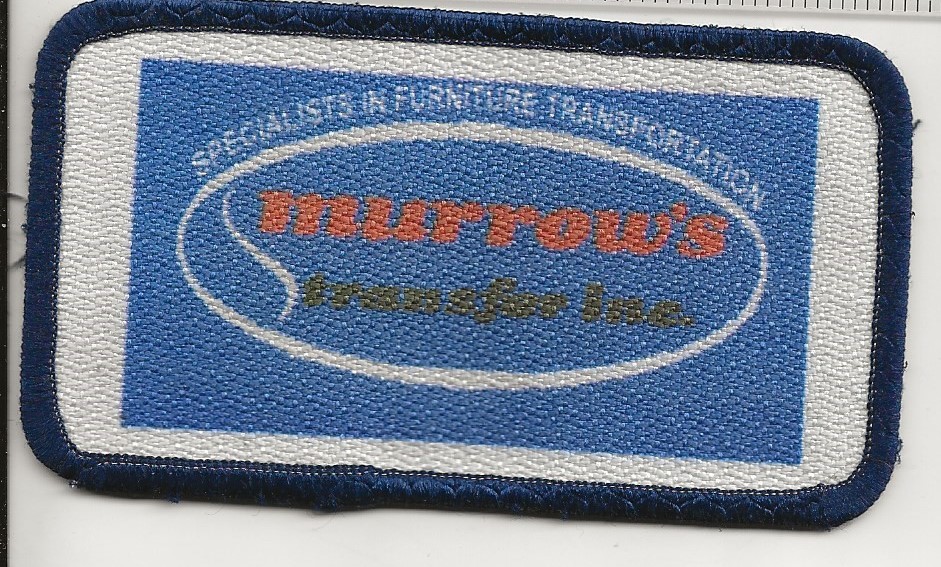 SPECIALISTS IN FURNITURE TRANSPORTATION
murrow's
transfer inc.